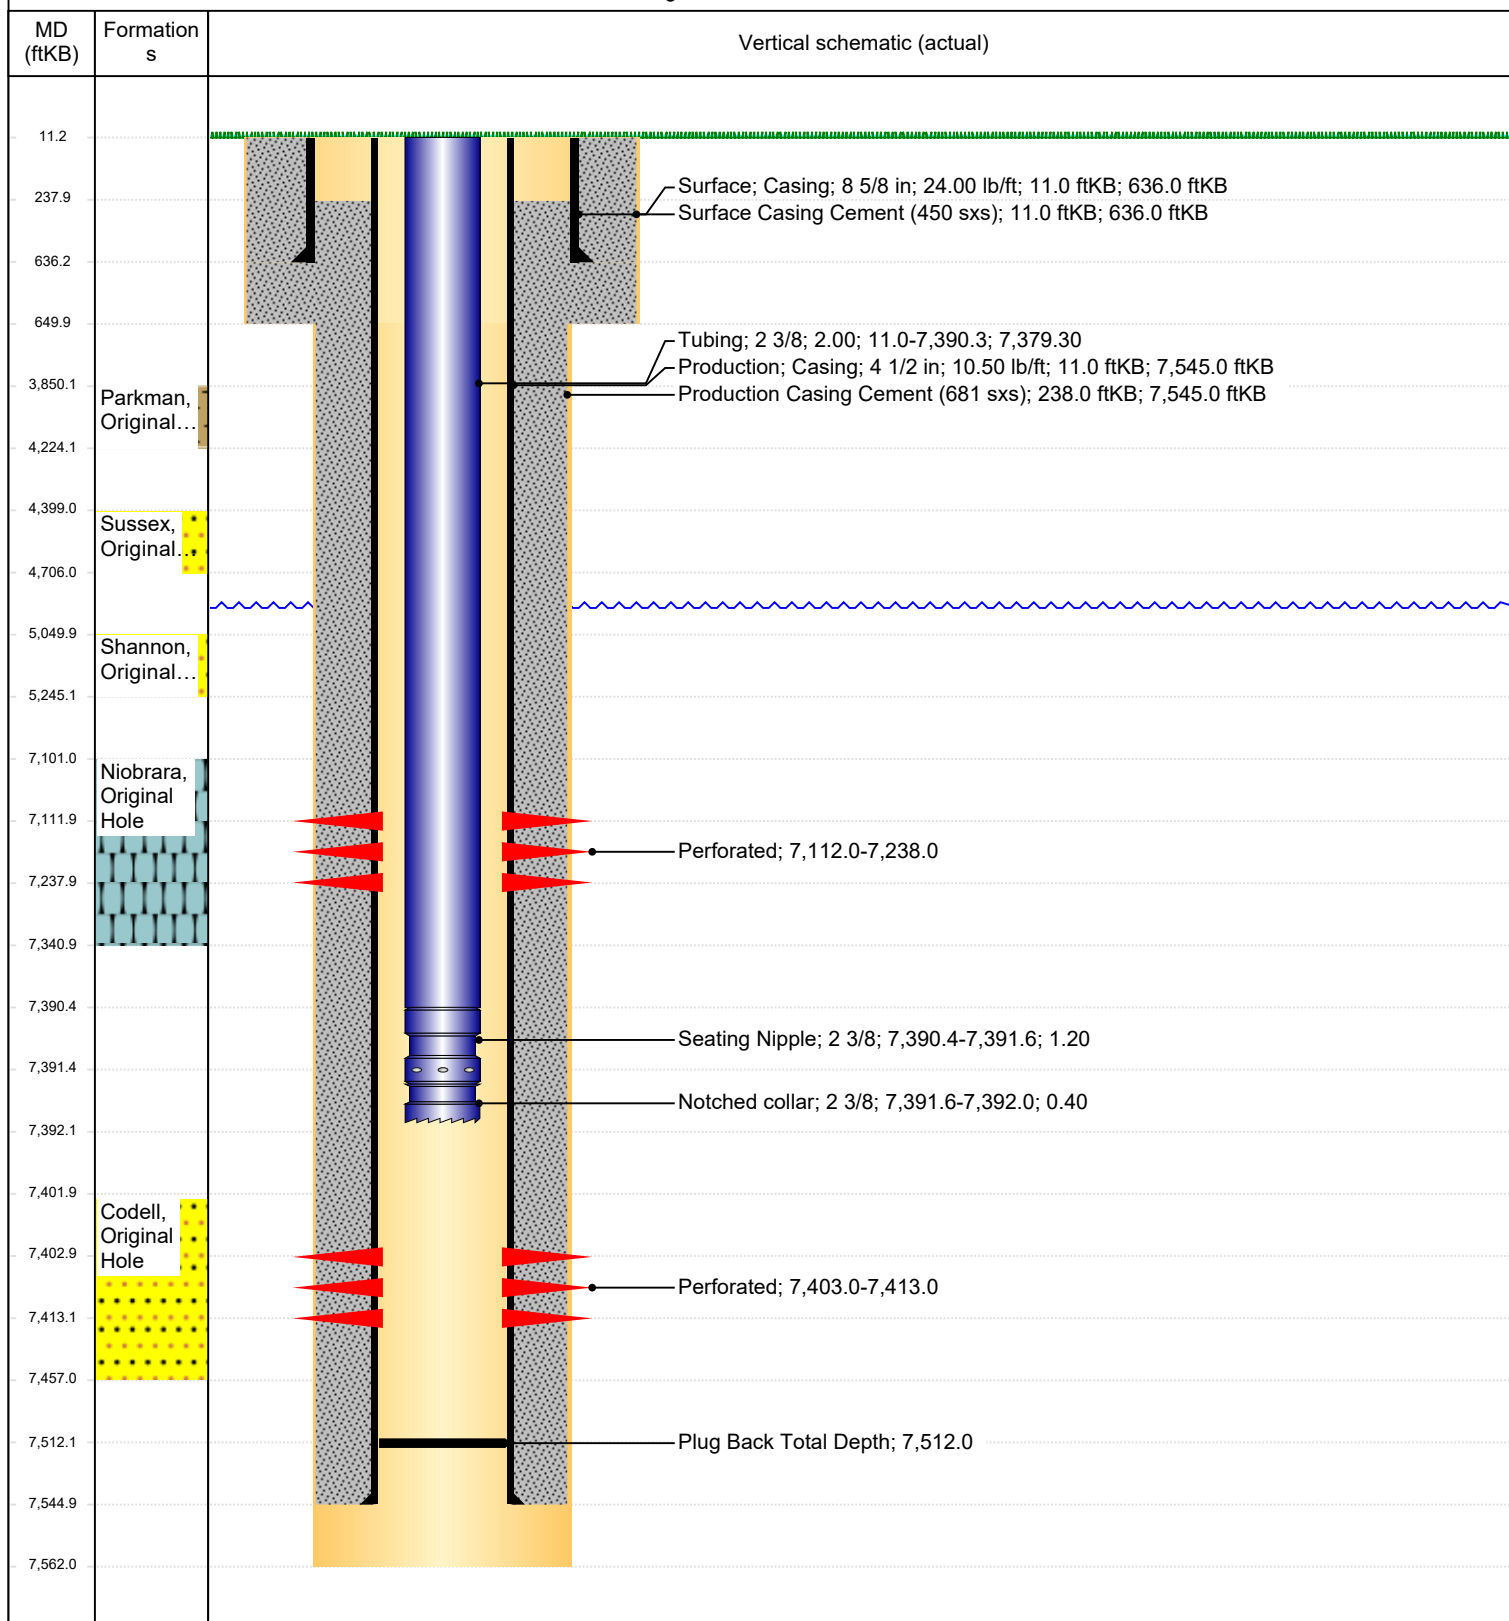 MD
(ftKB)
Formation
s
Vertical schematic (actual)
11.2
237.9
636.2
649.9
3,850.1
4,224.1
4,399.0
4,706.0
5,049.9
5,245.1
7,101.0
7,111.9
7,237.9
7,340.9
7,390.4
7,391.4
7,392.1
7,401.9
7,402.9
7,413.1
7,457.0
7,512.1
7,544.9
7,562.0
Parkman,
Original...
Sussex,
Original...
Shannon,
Original...
Niobrara,
Original
Hole
Codell,
Original
Hole
Surface; Casing; 8 5/8 in; 24.00 lb/ft; 11.0 ftKB; 636.0 ftKB
Surface Casing Cement (450 sxs); 11.0 ftKB; 636.0 ftKB
Tubing; 2 3/8; 2.00; 11.0-7,390.3; 7,379.30
Production; Casing; 4 1/2 in; 10.50 lb/ft; 11.0 ftKB; 7,545.0 ftKB
Production Casing Cement (681 sxs); 238.0 ftKB; 7,545.0 ftKB
Perforated; 7,112.0-7,238.0
Seating Nipple; 2 3/8; 7,390.4-7,391.6; 1.20
Notched collar; 2 3/8; 7,391.6-7,392.0; 0.40
Perforated; 7,403.0-7,413.0
Plug Back Total Depth; 7,512.0